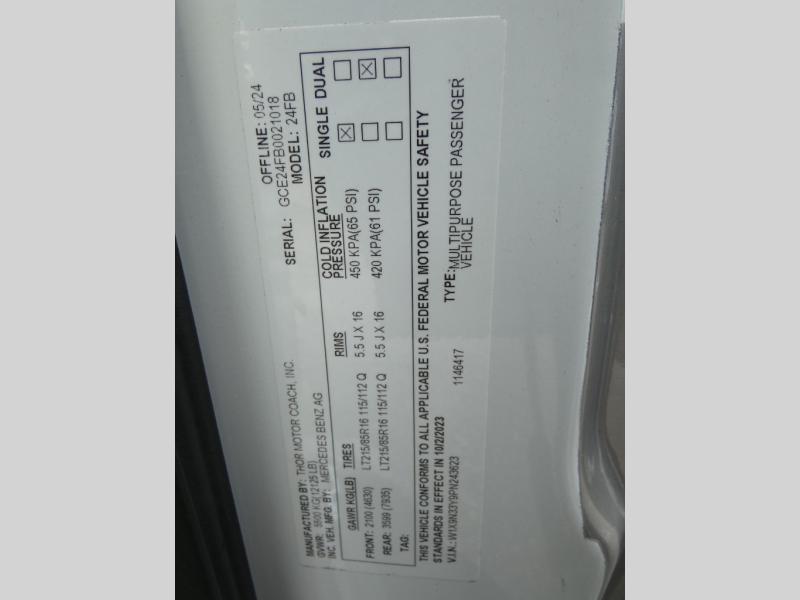 OFFLINE: 05/24
MANUFACTURED BY: THOR MOTOR COACH, INC. SERIAL: GCE24FB0021018
GVWR: 5500 KG(12125 LB) MODEL: 24FB
INC. VEH. MFG. BY: MERCEDES BENZ AG
GAWR KG(LB) TIRES RIMS COLD INFLATION PRESSURE SINGLE DUAL
FRONT: 2100 (4630) LT215/85R16 115/112 Q 5.5 J X 16 450 KPA(65 PSI) ☒ ☐
REAR: 3599 (7935) LT215/85R16 115/112 Q 5.5 J X 16 420 KPA(61 PSI) ☐ ☒
TAG: ☐ ☐
THIS VEHICLE CONFORMS TO ALL APPLICABLE U.S. FEDERAL MOTOR VEHICLE SAFETY
STANDARDS IN EFFECT IN 10/2/2023
V.I.N.: W1X9N33Y9PN243623 1146417 TYPE: MULTIPURPOSE PASSENGER
VEHICLE